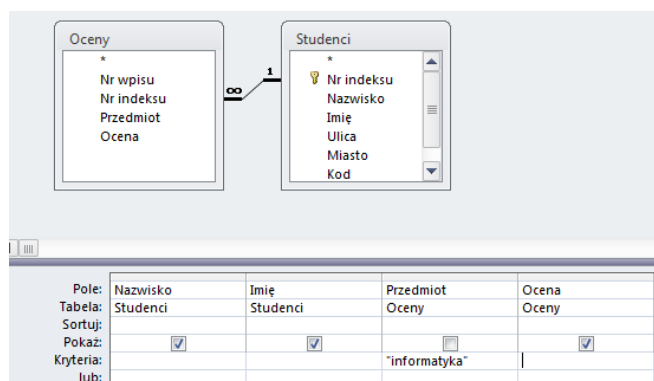 Oceny
*
Nr wpisu
Nr indeksu
Przedmiot
Ocena
∞ 1
Studenci
*
Nr indeksu
Nazwisko
Imię
Ulica
Miasto
Kod
Pole: Nazwisko Imię Przedmiot Ocena
Tabela: Studenci Studenci Oceny Oceny
Sortuj:
Pokaż:
Kryteria: "informatyka"
lub: